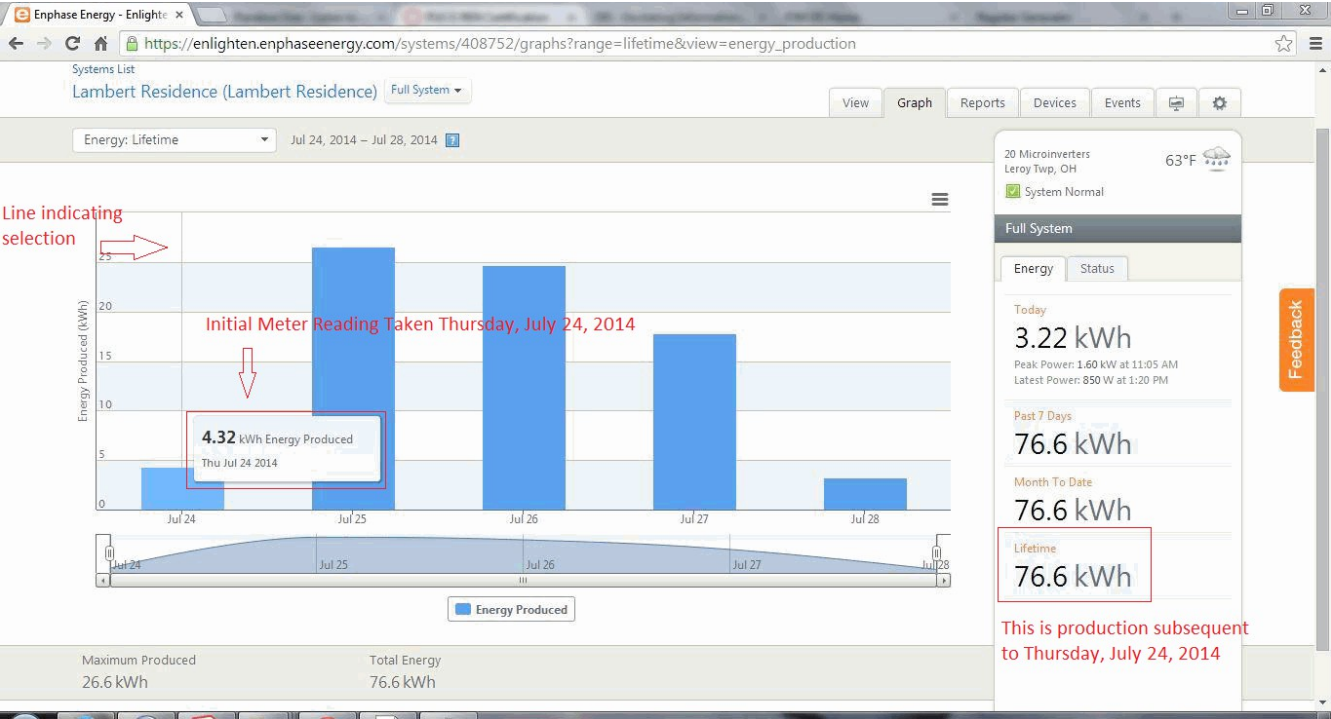 Enphase Energy - Enlighte ×
https://enlighten.enphaseenergy.com/systems/408752/graphs?range=lifetime&view=energy_production
Systems List
Lambert Residence (Lambert Residence) Full System
View Graph Reports Devices Events
Energy: Lifetime Jul 24, 2014 – Jul 28, 2014 ?
20 Microinverters
Leroy Twp, OH
63°F
System Normal
Full System
Energy Status
Today
3.22 kWh
Peak Power: 1.60 kW at 11:05 AM
Latest Power: 850 W at 1:20 PM
Past 7 Days
76.6 kWh
Month To Date
76.6 kWh
Lifetime
76.6 kWh
This is production subsequent
to Thursday, July 24, 2014
Feedback
Line indicating
selection
Initial Meter Reading Taken Thursday, July 24, 2014
Energy Produced (kWh)
25
20
15
10
5
0
4.32 kWh Energy Produced
Thu Jul 24 2014
Jul 24 Jul 25 Jul 26 Jul 27 Jul 28
Jul 24 Jul 25 Jul 26 Jul 27 Jul 28
Energy Produced
Maximum Produced
26.6 kWh
Total Energy
76.6 kWh